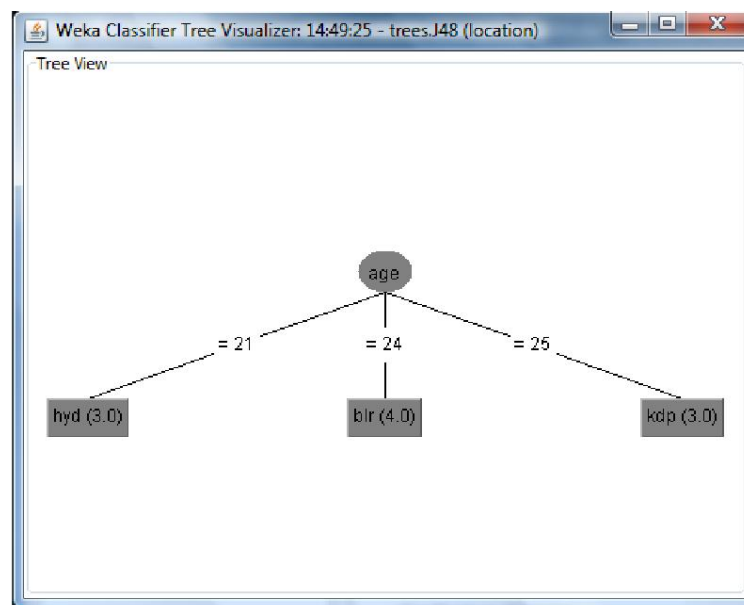 Weka Classifier Tree Visualizer: 14:49:25 - trees.J48 (location)
Tree View
age
= 21
= 24
= 25
hyd (3.0)
blr (4.0)
kdp (3.0)